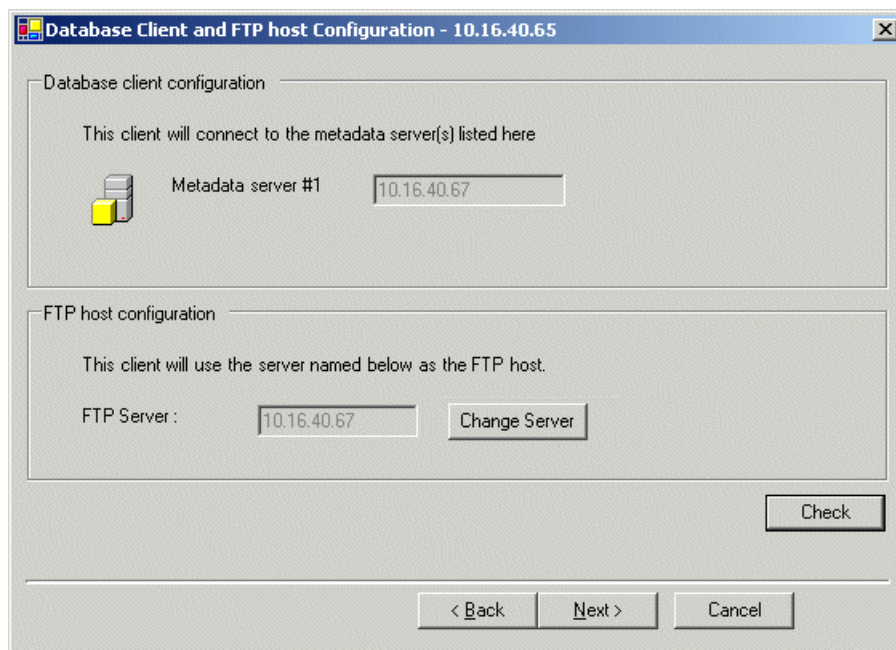 Database Client and FTP host Configuration - 10.16.40.65
Database client configuration
This client will connect to the metadata server(s) listed here
Metadata server #1 10.16.40.67
FTP host configuration
This client will use the server named below as the FTP host.
FTP Server : 10.16.40.67 Change Server
Check
< Back Next > Cancel